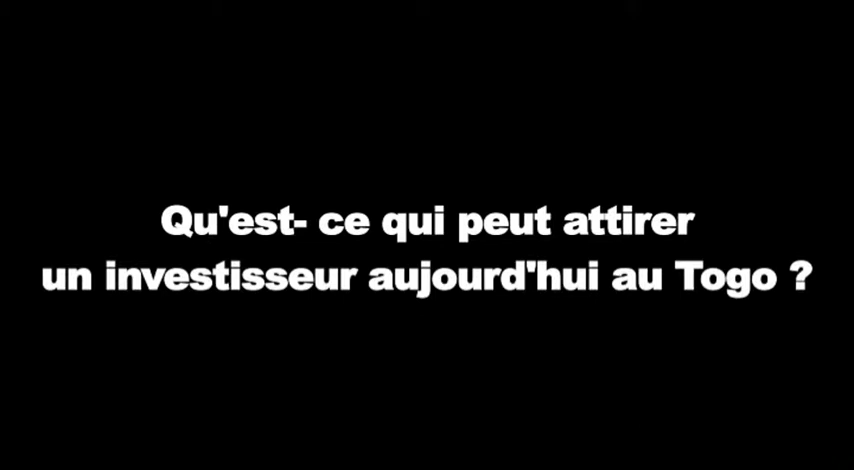 Qu'est- ce qui peut attirer
un investisseur aujourd'hui au Togo ?